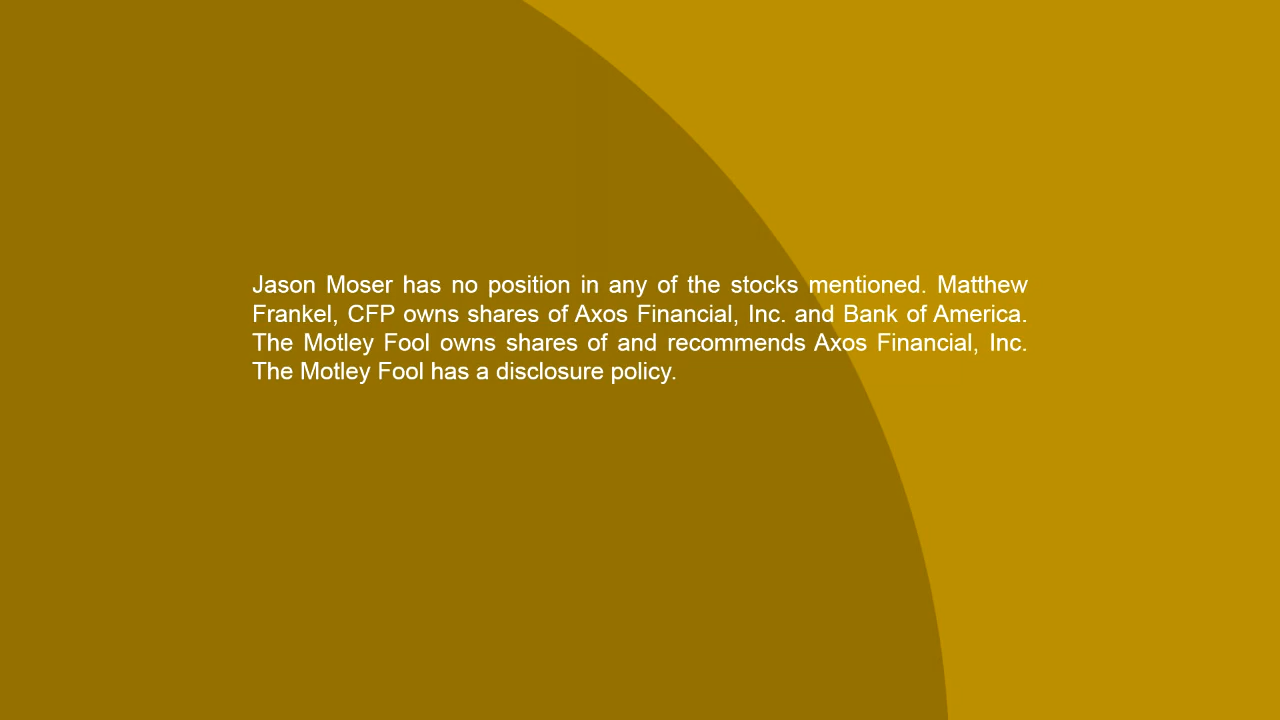 Jason Moser has no position in any of the stocks mentioned. Matthew
Frankel, CFP owns shares of Axos Financial, Inc. and Bank of America.
The Motley Fool owns shares of and recommends Axos Financial, Inc.
The Motley Fool has a disclosure policy.